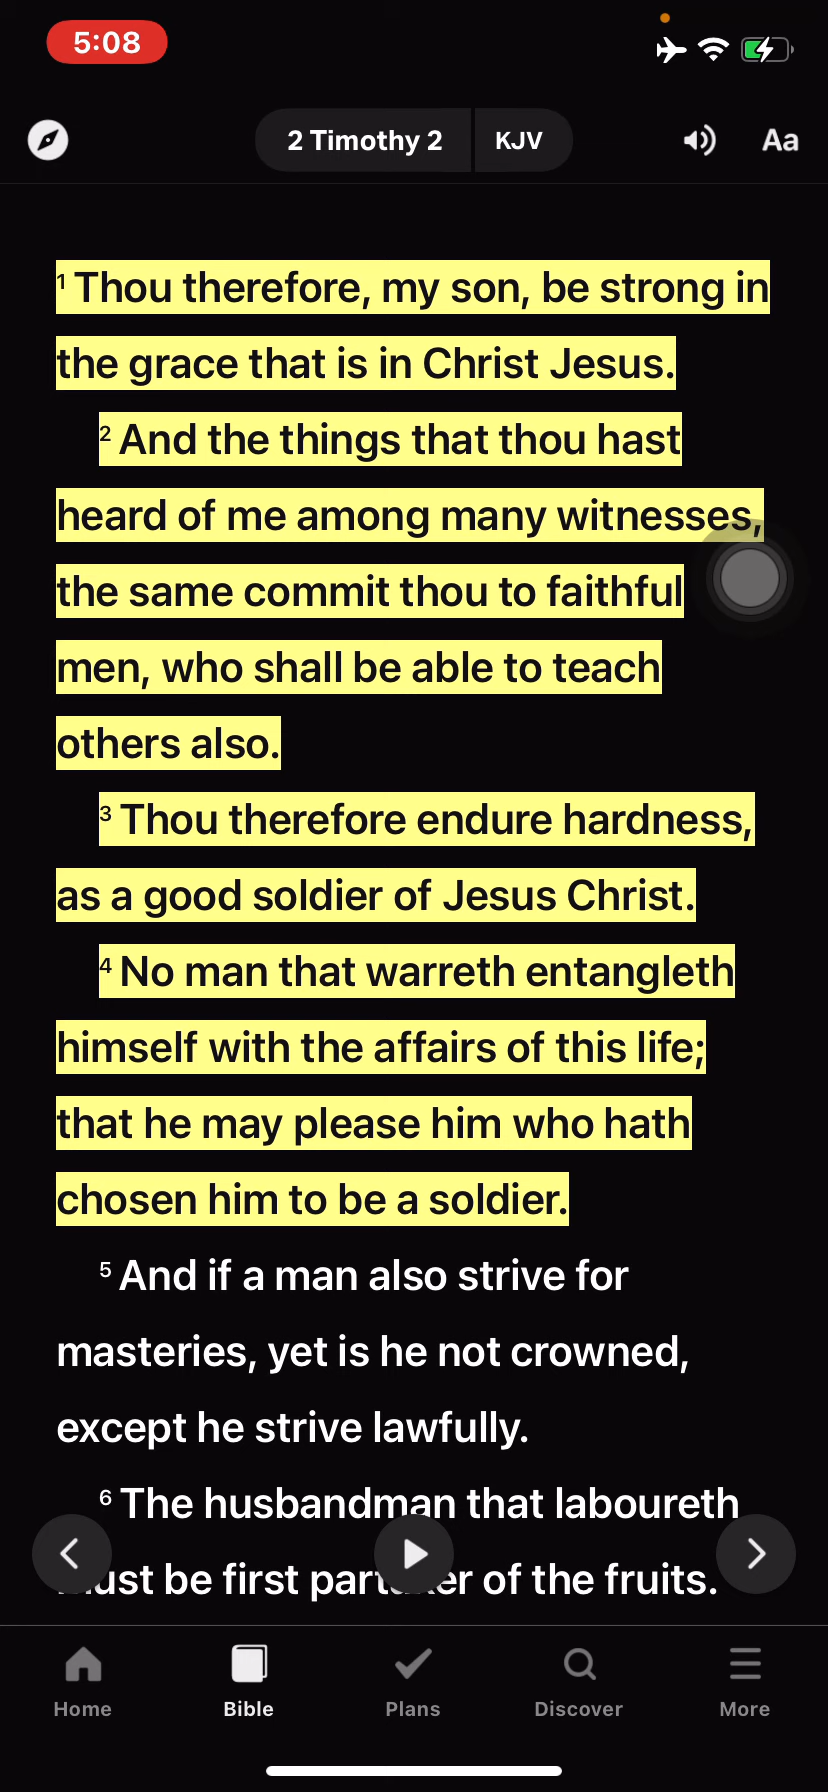 5:08
2 Timothy 2 KJV Aa
1 Thou therefore, my son, be strong in
the grace that is in Christ Jesus.
2 And the things that thou hast
heard of me among many witnesses,
the same commit thou to faithful
men, who shall be able to teach
others also.
3 Thou therefore endure hardness,
as a good soldier of Jesus Christ.
4 No man that warreth entangleth
himself with the affairs of this life;
that he may please him who hath
chosen him to be a soldier.
5 And if a man also strive for
masteries, yet is he not crowned,
except he strive lawfully.
6 The husbandman that laboureth
must be first partaker of the fruits.
Home Bible Plans Discover More